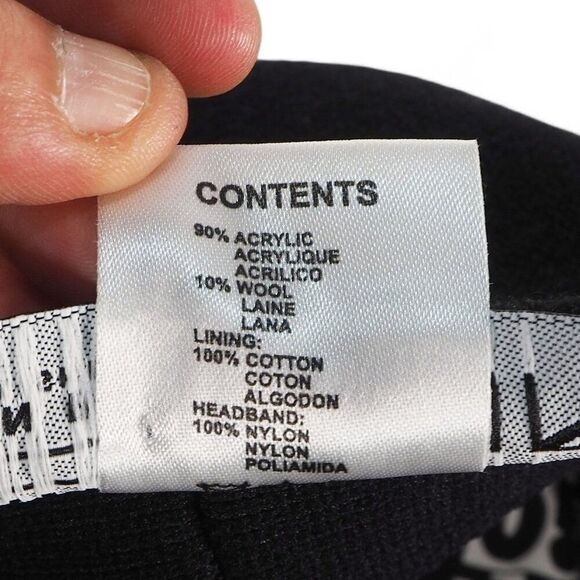 CONTENTS
90% ACRYLIC
ACRYLIQUE
ACRILICO
10% WOOL
LAINE
LANA
LINING:
100% COTTON
COTON
ALGODON
HEADBAND:
100% NYLON
NYLON
POLIAMIDA